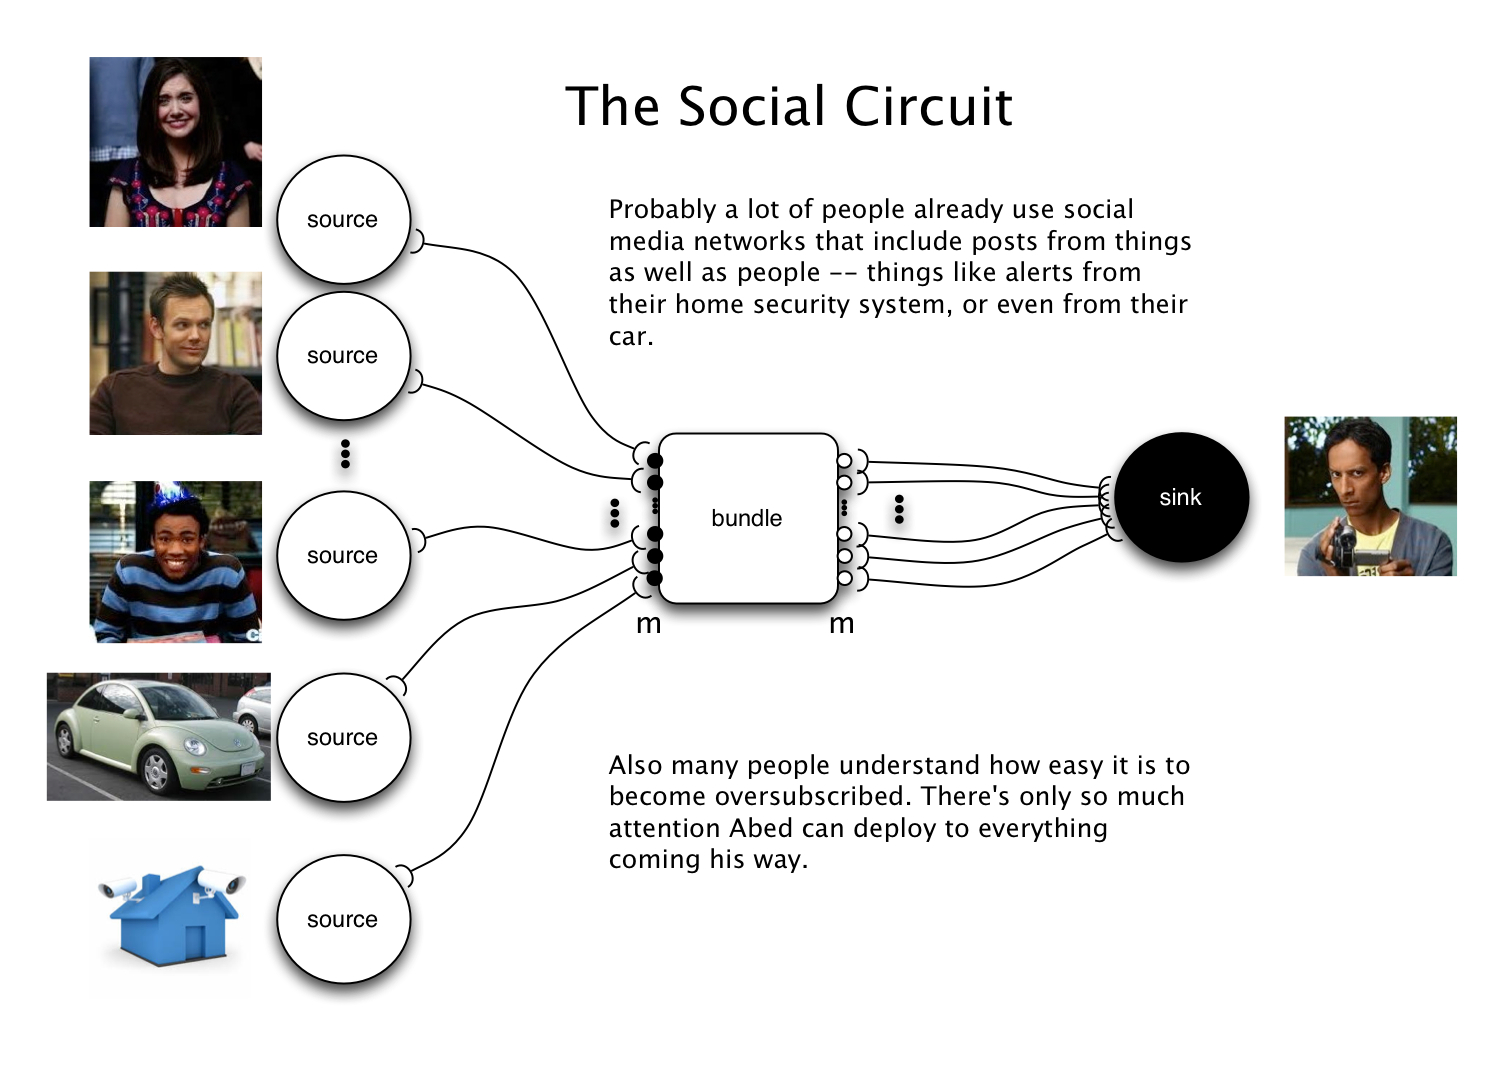 The Social Circuit
Probably a lot of people already use social
media networks that include posts from things
as well as people -- things like alerts from
their home security system, or even from their
car.
source
source
source
source
source
bundle
m
m
sink
Also many people understand how easy it is to
become oversubscribed. There's only so much
attention Abed can deploy to everything
coming his way.